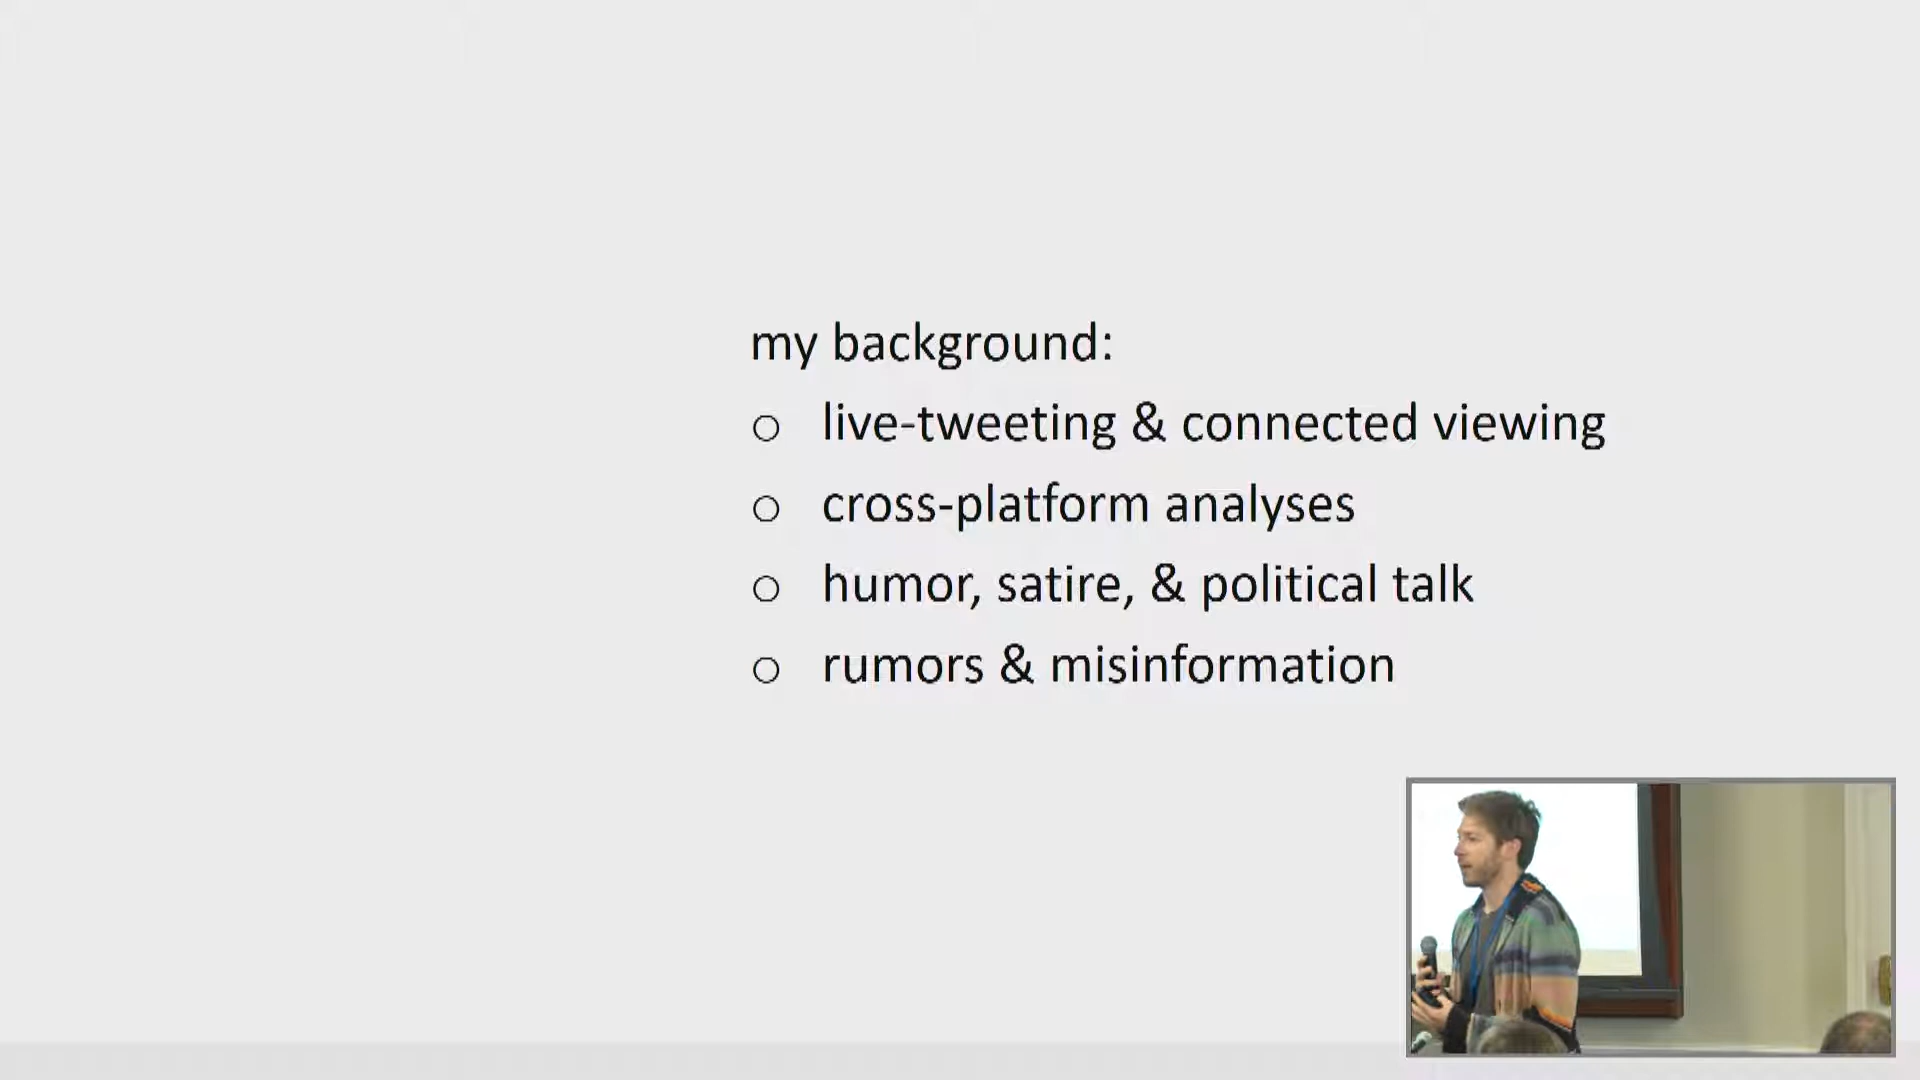 my background:
○ live-tweeting & connected viewing
○ cross-platform analyses
○ humor, satire, & political talk
○ rumors & misinformation